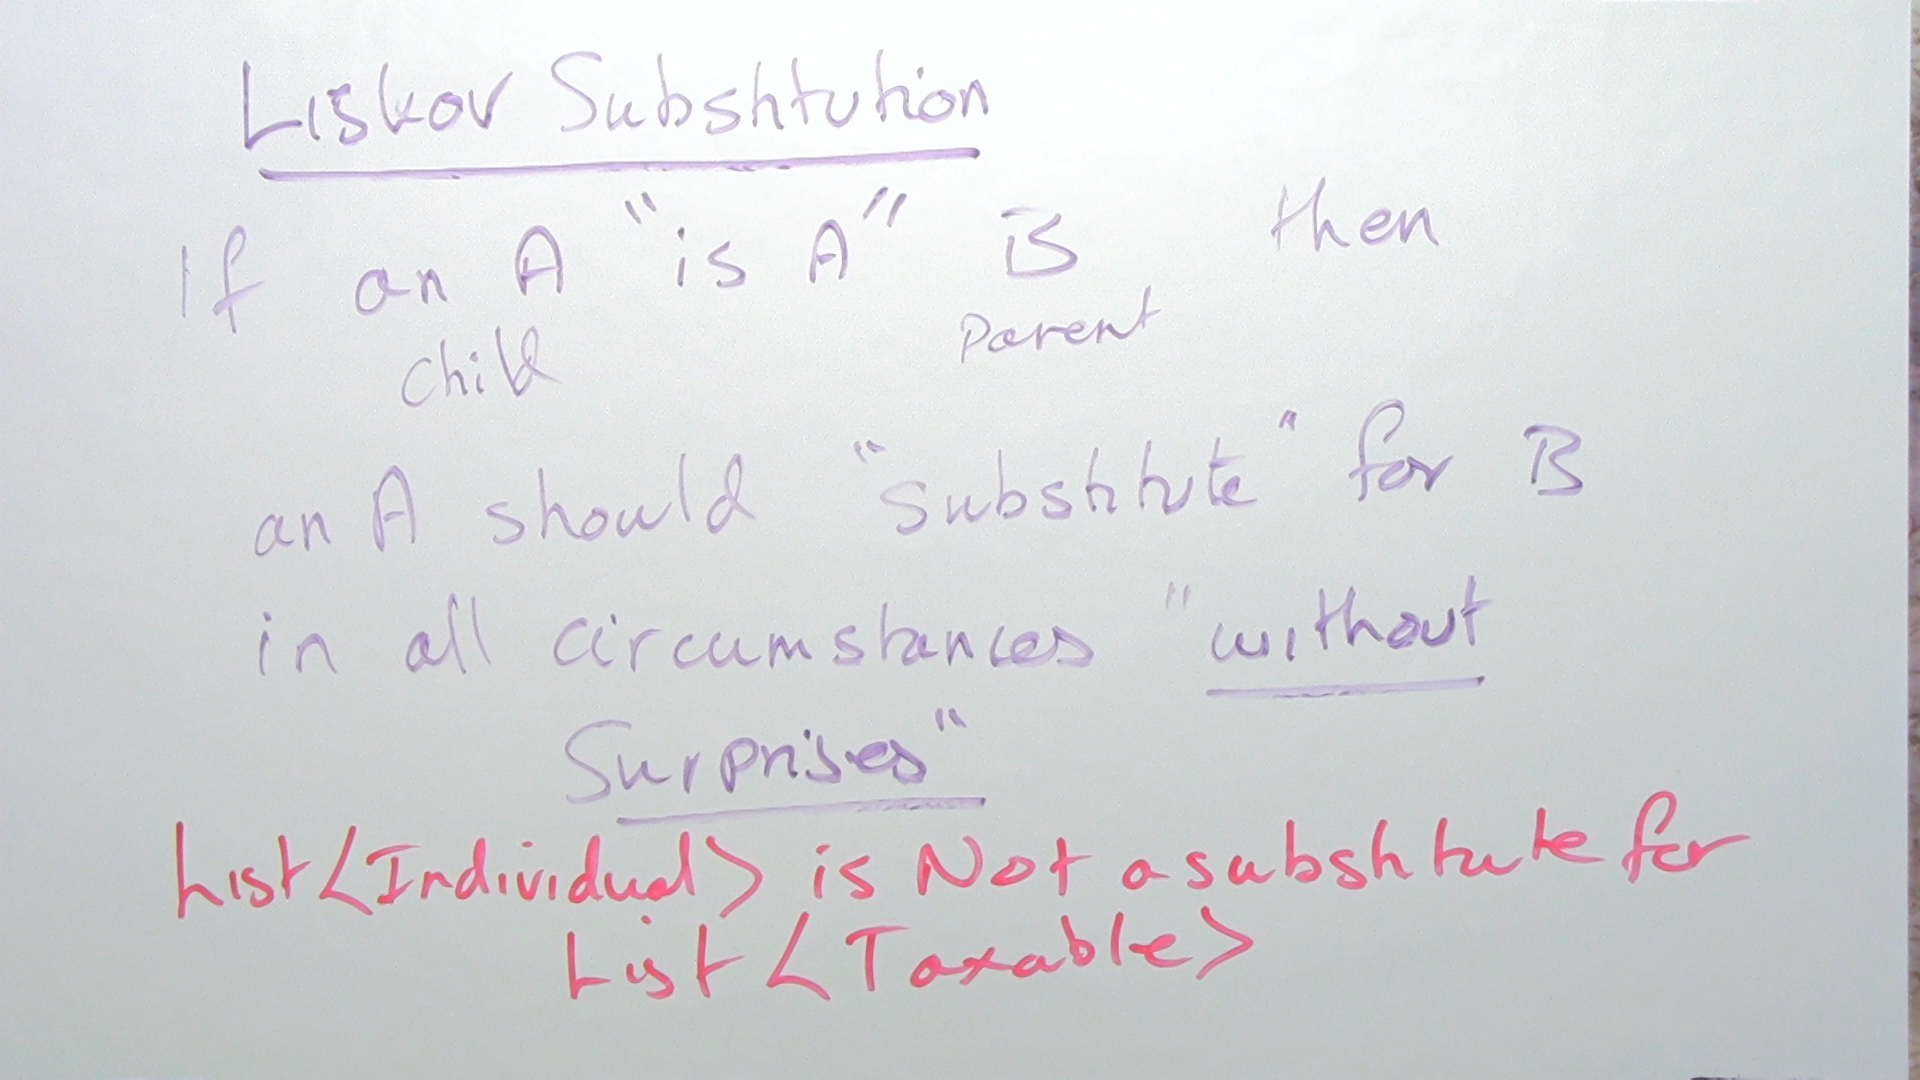 Liskov Substitution
If an A "is A" B then
Child Parent
an A should "substitute" for B
in all circumstances "without
Surprises"
List<Individual> is Not a substitute for
List<Taxable>